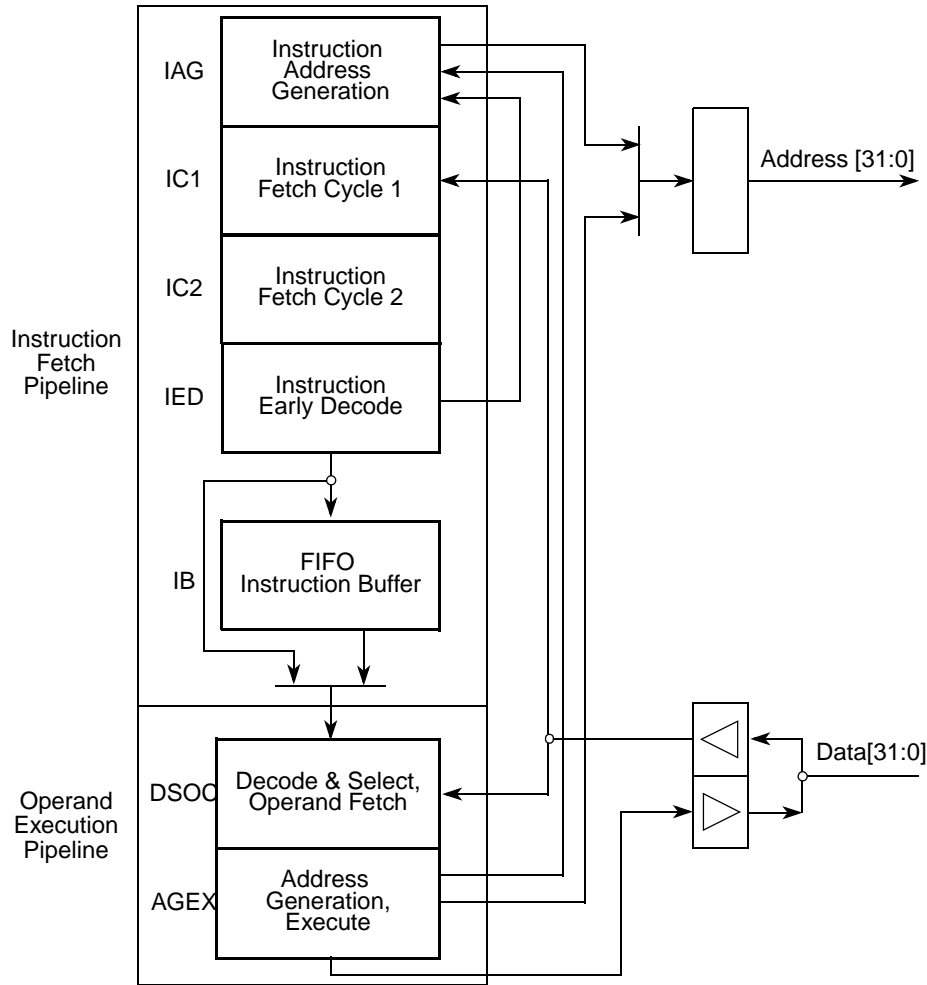 IAG
Instruction
Address
Generation
IC1
Instruction
Fetch Cycle 1
Address [31:0]
IC2
Instruction
Fetch Cycle 2
Instruction
Fetch
Pipeline
IED
Instruction
Early Decode
IB
FIFO
Instruction Buffer
Operand
Execution
Pipeline
DSOC
Decode & Select,
Operand Fetch
Data[31:0]
AGEX
Address
Generation,
Execute